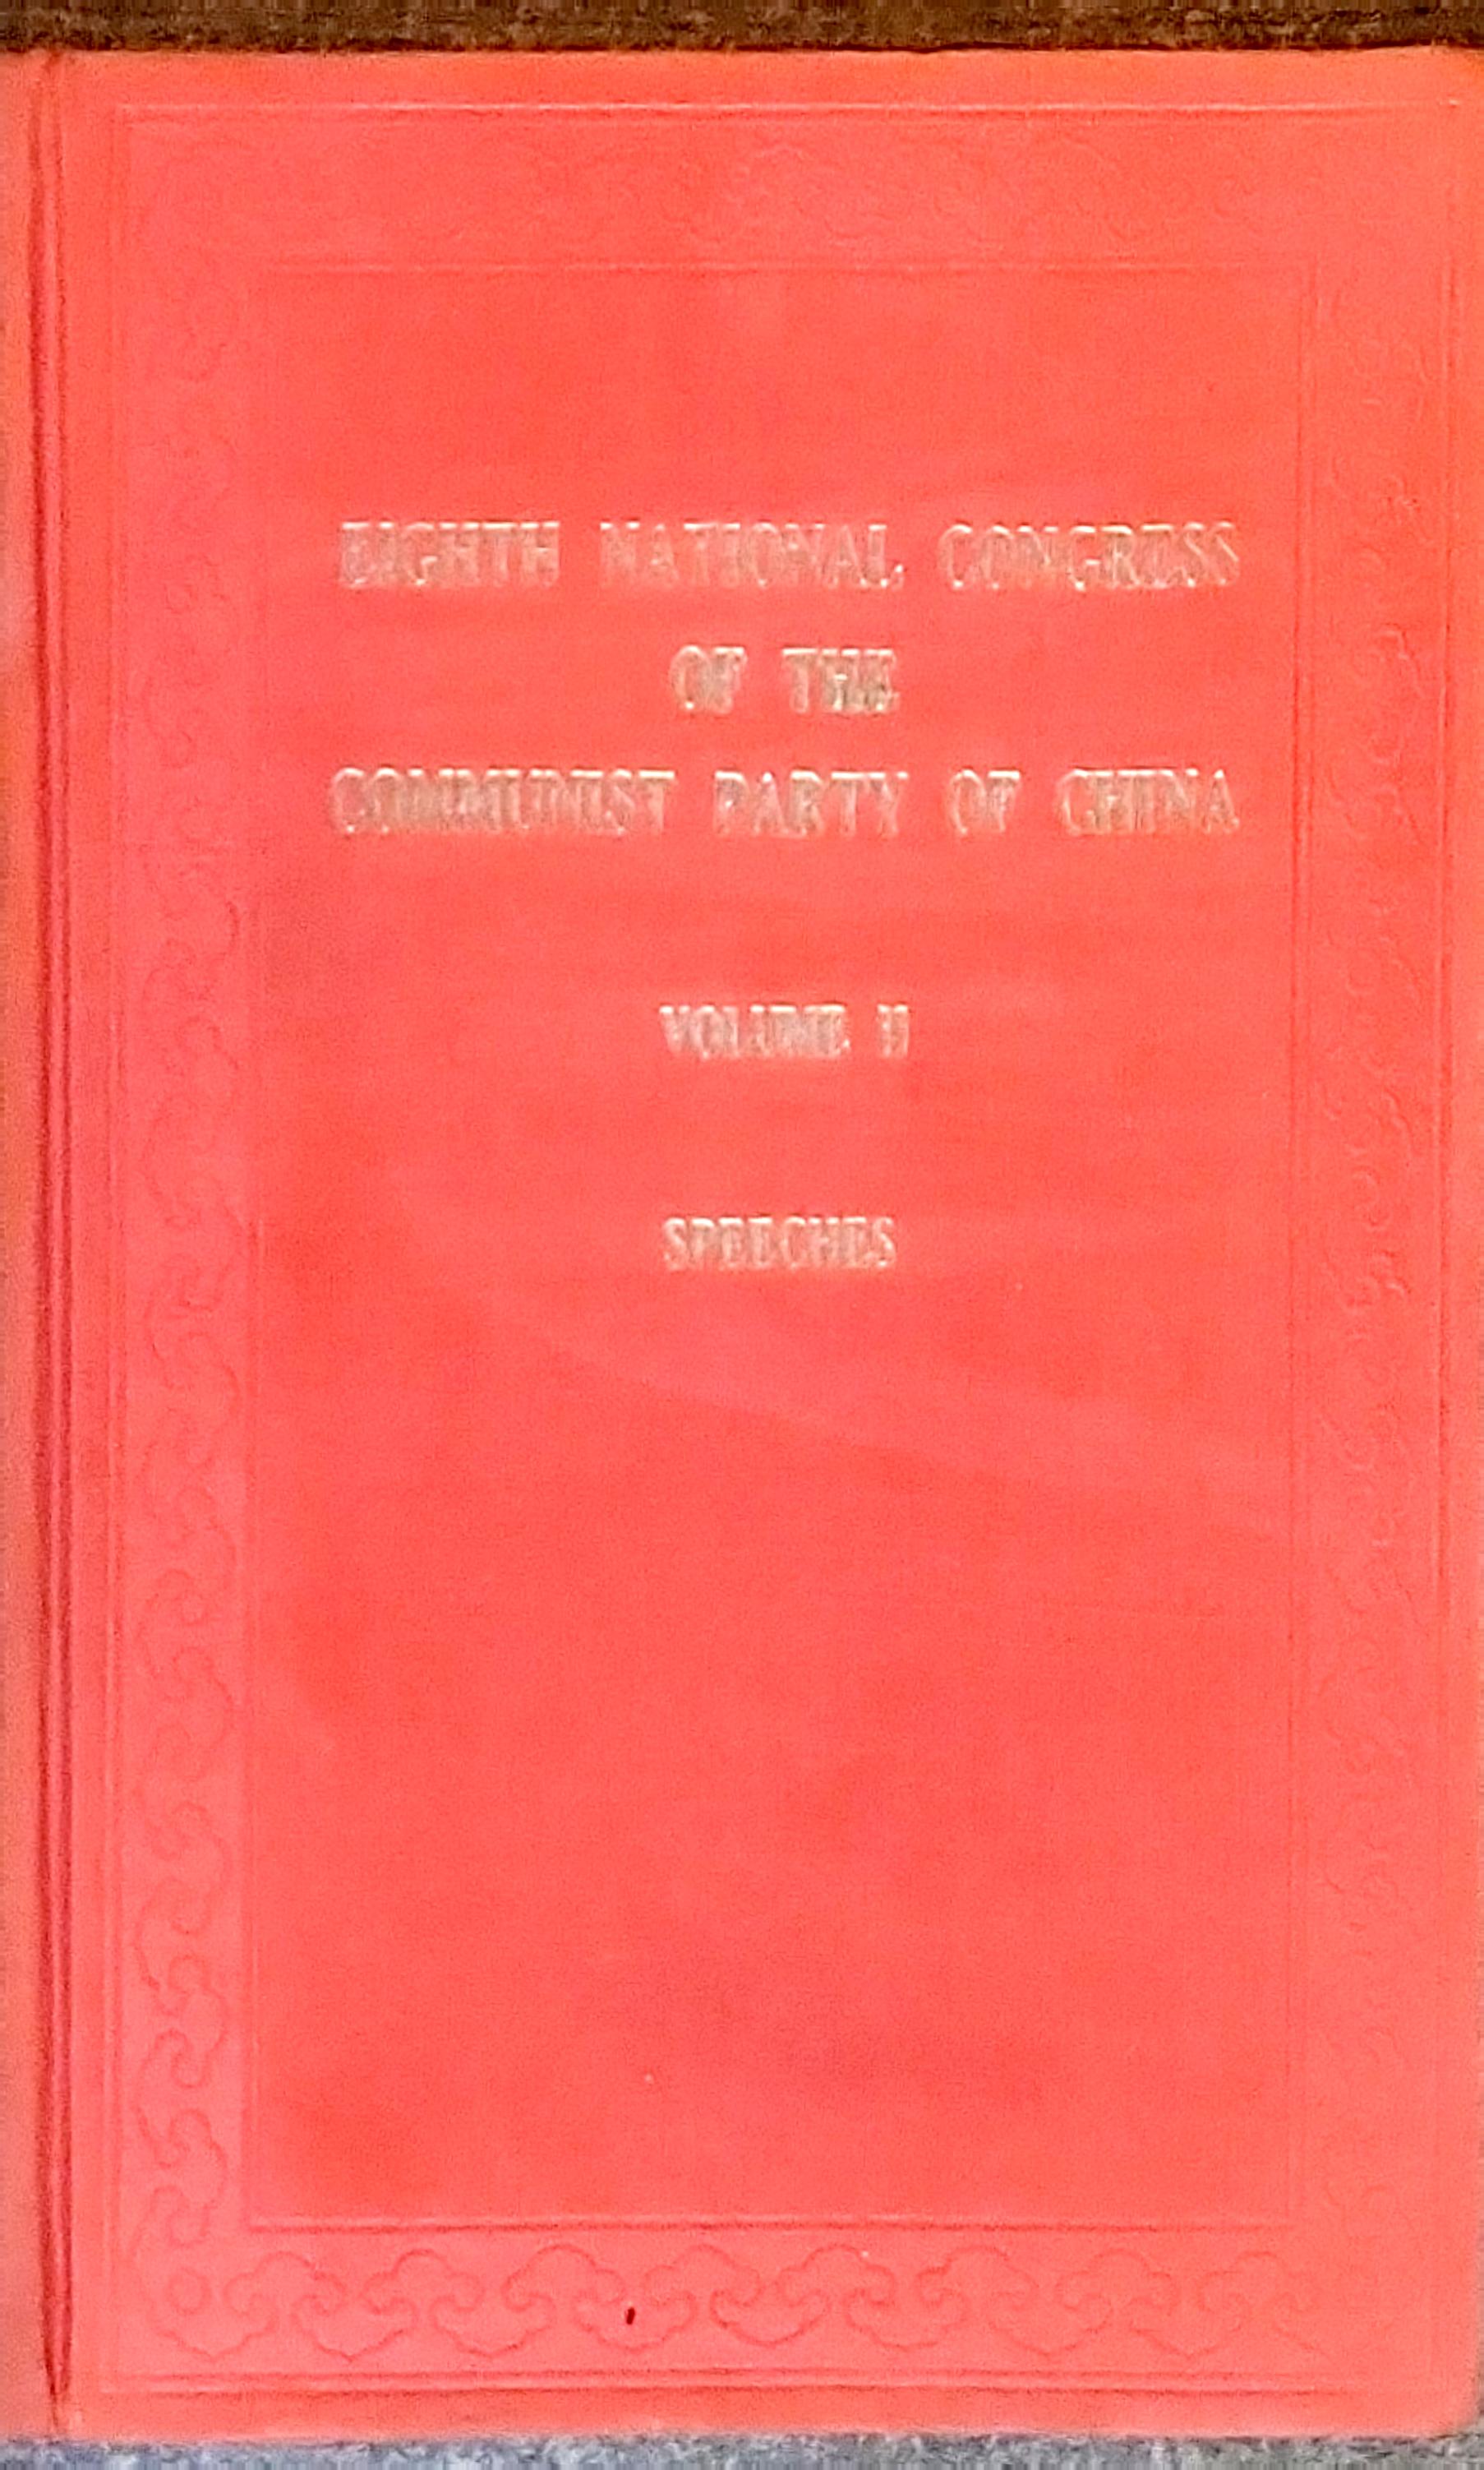 EIGHTH NATIONAL CONGRESS
OF THE
COMMUNIST PARTY OF CHINA
VOLUME II
SPEECHES